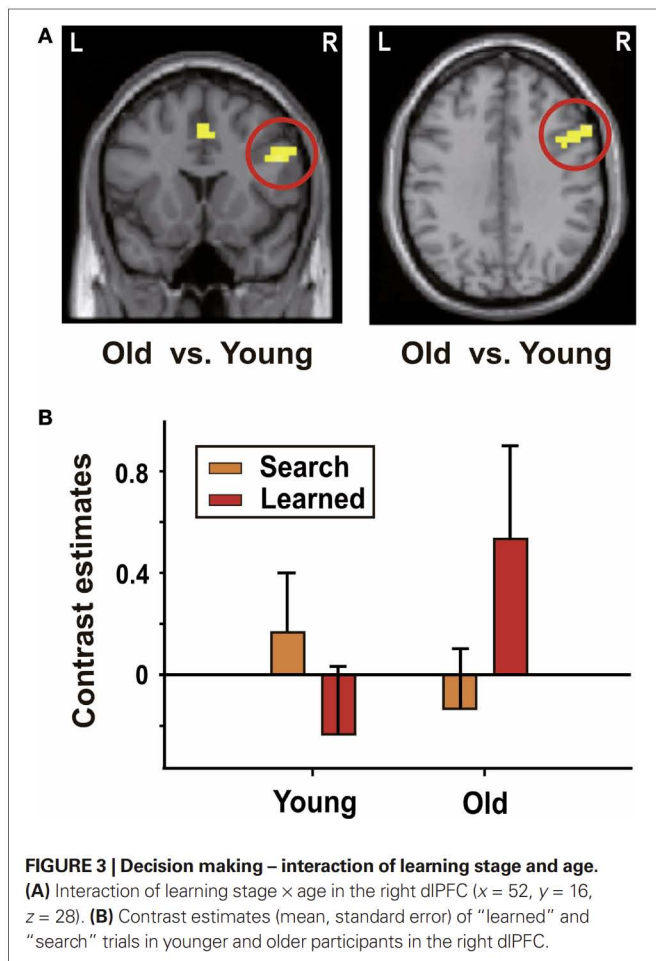 A
L R
L R
Old vs. Young
Old vs. Young
B
Contrast estimates
0.8
0.4
0
Search
Learned
Young
Old
FIGURE 3 | Decision making – interaction of learning stage and age.
(A) Interaction of learning stage × age in the right dlPFC (x = 52, y = 16,
z = 28). (B) Contrast estimates (mean, standard error) of “learned” and
“search” trials in younger and older participants in the right dlPFC.